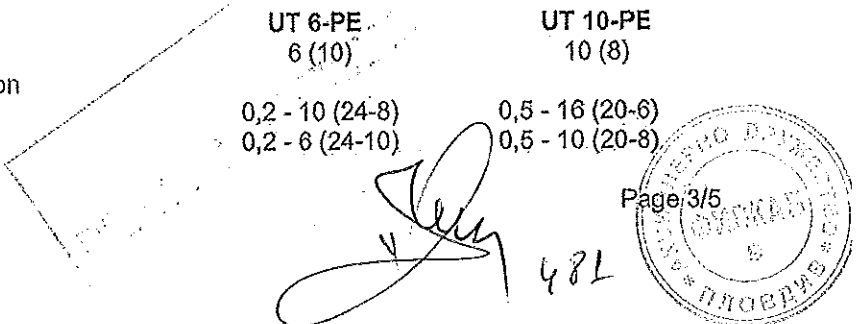 UT 6-PE UT 10-PE
6 (10) 10 (8)
on
0,2 - 10 (24-8) 0,5 - 16 (20-6)
0,2 - 6 (24-10) 0,5 - 10 (20-8)
Page 3/5
481
ФИЛКАБ
ПЛОВДИВ